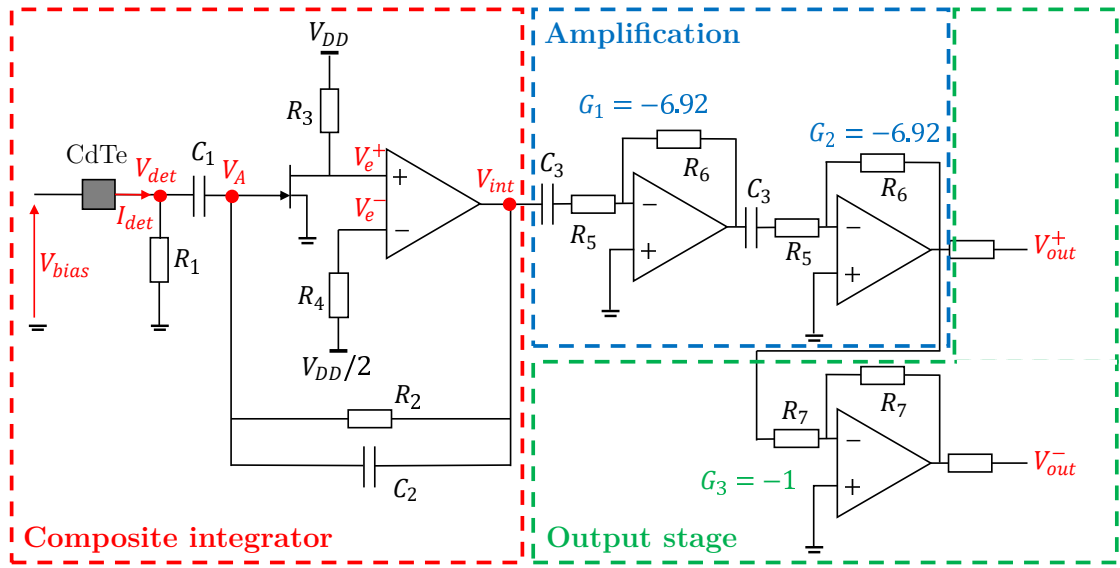 Amplification
V_DD
G_1 = −6.92
G_2 = −6.92
R_3
CdTe
C_1
V_det
V_A
V_e^+
+
V_int
C_3
R_6
C_3
R_6
I_det
V_e^-
−
R_5
−
+
R_5
−
+
V_out^+
V_bias
R_1
R_4
V_DD/2
R_2
C_2
R_7
R_7
−
+
G_3 = −1
V_out^-
Composite integrator
Output stage